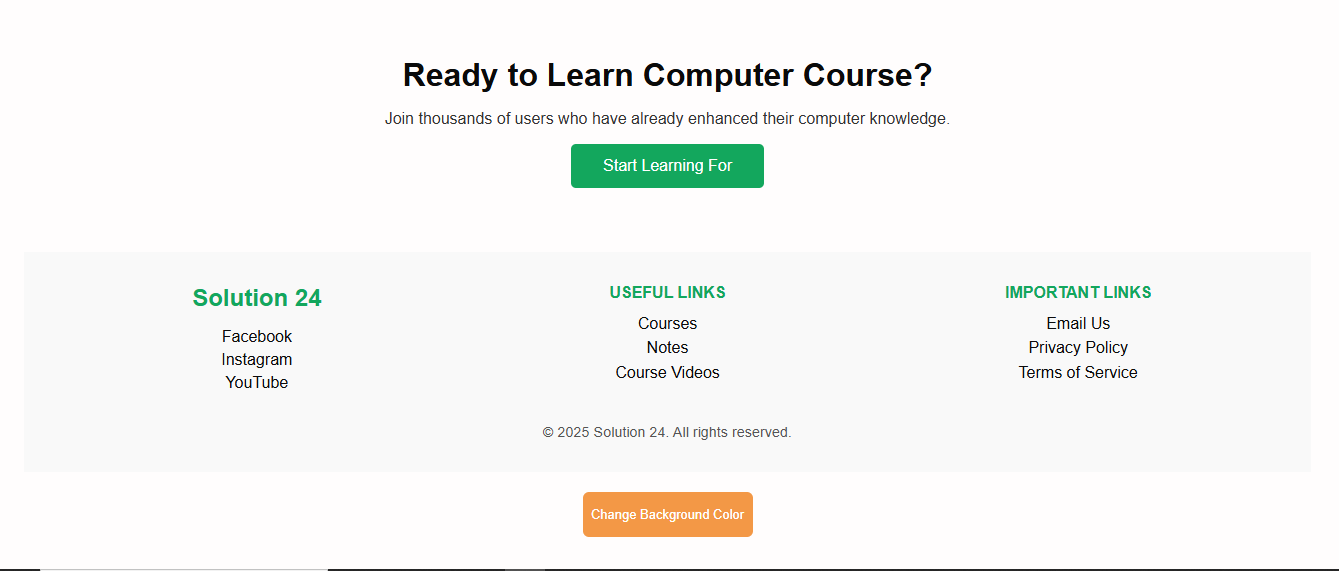 Ready to Learn Computer Course?
Join thousands of users who have already enhanced their computer knowledge.
Start Learning For
Solution 24
Facebook
Instagram
YouTube
USEFUL LINKS
Courses
Notes
Course Videos
IMPORTANT LINKS
Email Us
Privacy Policy
Terms of Service
© 2025 Solution 24. All rights reserved.
Change Background Color